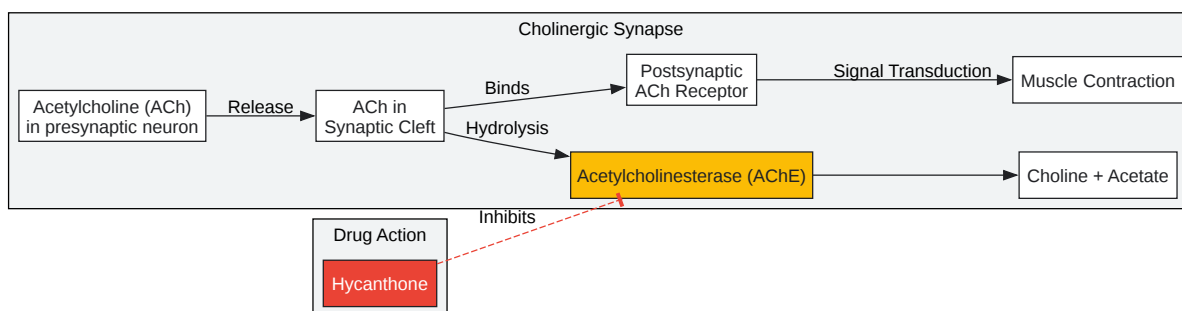 Cholinergic Synapse
Acetylcholine (ACh)
in presynaptic neuron
Release
ACh in
Synaptic Cleft
Binds
Hydrolysis
Postsynaptic
ACh Receptor
Signal Transduction
Muscle Contraction
Acetylcholinesterase (AChE)
Choline + Acetate
Inhibits
Drug Action
Hycanthone